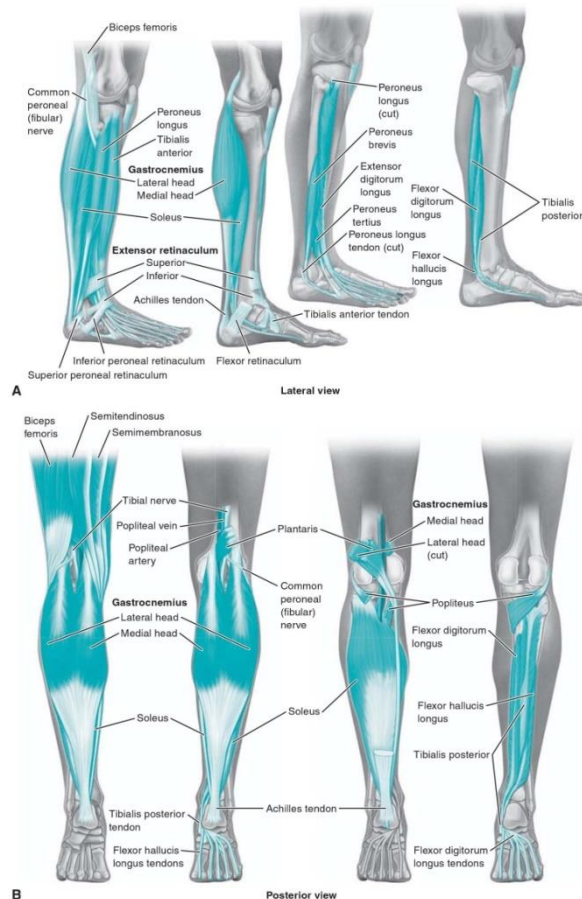 Biceps femoris
Common
peroneal
(fibular)
nerve
Peroneus
longus
Tibialis
anterior
Gastrocnemius
Lateral head
Medial head
Soleus
Extensor retinaculum
Superior
Inferior
Achilles tendon
Inferior peroneal retinaculum
Superior peroneal retinaculum
Flexor retinaculum
Tibialis anterior tendon
Peroneus
longus
(cut)
Peroneus
brevis
Extensor
digitorum
longus
Peroneus
tertius
Peroneus longus
tendon (cut)
Flexor
digitorum
longus
Flexor
hallucis
longus
Tibialis
posterior
A
Lateral view
Biceps
femoris
Semitendinosus
Semimembranosus
Tibial nerve
Popliteal vein
Popliteal
artery
Plantaris
Common
peroneal
(fibular)
nerve
Gastrocnemius
Lateral head
Medial head
Soleus
Soleus
Achilles tendon
Tibialis posterior
tendon
Flexor hallucis
longus tendons
Gastrocnemius
Medial head
Lateral head
(cut)
Popliteus
Flexor digitorum
longus
Flexor hallucis
longus
Tibialis posterior
Flexor digitorum
longus tendons
B
Posterior view